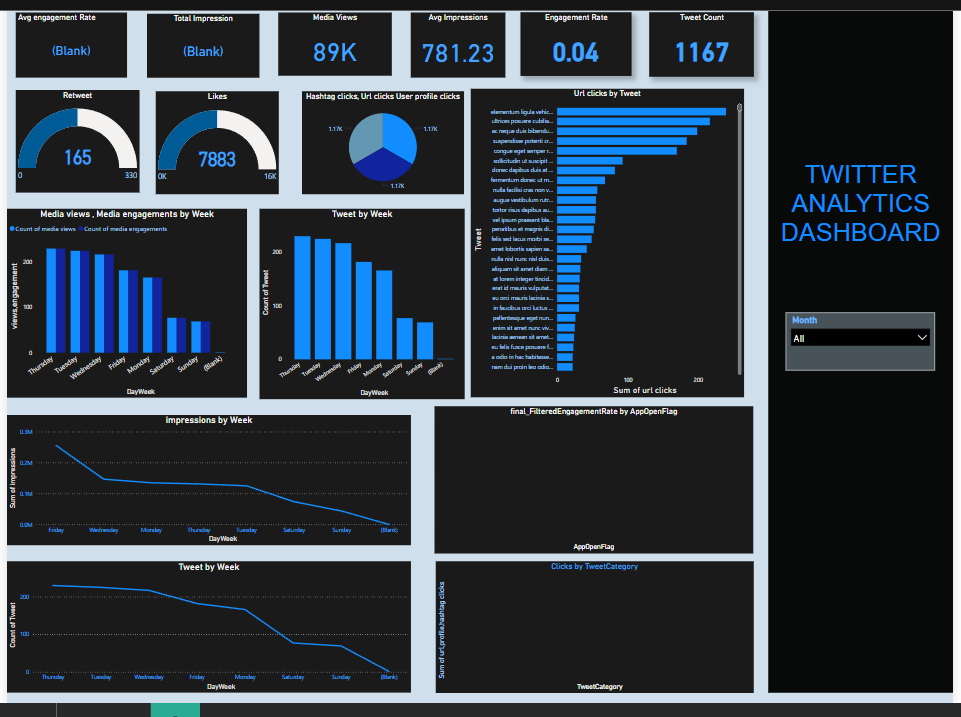 Avg engagement Rate
(Blank)
Total Impression
(Blank)
Media Views
89K
Avg Impressions
781.23
Engagement Rate
0.04
Tweet Count
1167
Retweet
165
0
330
Likes
7883
0K
16K
Hashtag clicks, Url clicks User profile clicks
1.17K
1.17K
1.17K
Url clicks by Tweet
Tweet
elementum ligula vehic...
ultrices posuere cubilia...
ac neque duis bibendu...
suspendisse potenti cr...
congue eget semper r...
sollicitudin ut suscipit ...
donec dapibus duis at ...
fermentum donec ut m...
nulla facilisi cras non v...
augue vestibulum rutr...
tortor risus dapibus au...
vel ipsum praesent bla...
penatibus et magnis di...
felis sed lacus morbi se...
amet lobortis sapien sa...
nulla nisl nunc nisl duis...
aliquam sit amet diam ...
at lorem integer tincid...
erat id mauris vulputat...
eu orci mauris lacinia s...
in faucibus orci luctus ...
pellentesque eget nun...
enim sit amet nunc viv...
lacinia aenean sit amet...
eu felis fusce posuere f...
a odio in hac habitasse...
nam dui proin leo odio...
0
100
200
Sum of url clicks
TWITTER
ANALYTICS
DASHBOARD
Month
All
Media views , Media engagements by Week
Count of media views
Count of media engagements
views,engagement
200
100
0
Thursday
Tuesday
Wednesday
Friday
Monday
Saturday
Sunday
(Blank)
DayWeek
Tweet by Week
Count of Tweet
200
100
0
Thursday
Tuesday
Wednesday
Friday
Monday
Saturday
Sunday
(Blank)
DayWeek
impressions by Week
Sum of impressions
0.3M
0.2M
0.1M
0.0M
Friday
Wednesday
Monday
Thursday
Tuesday
Saturday
Sunday
(Blank)
DayWeek
final_FilteredEngagementRate by AppOpenFlag
AppOpenFlag
Tweet by Week
Count of Tweet
200
100
0
Thursday
Tuesday
Wednesday
Friday
Monday
Saturday
Sunday
(Blank)
DayWeek
Clicks by TweetCategory
Sum of url,profile,hashtag clicks
TweetCategory